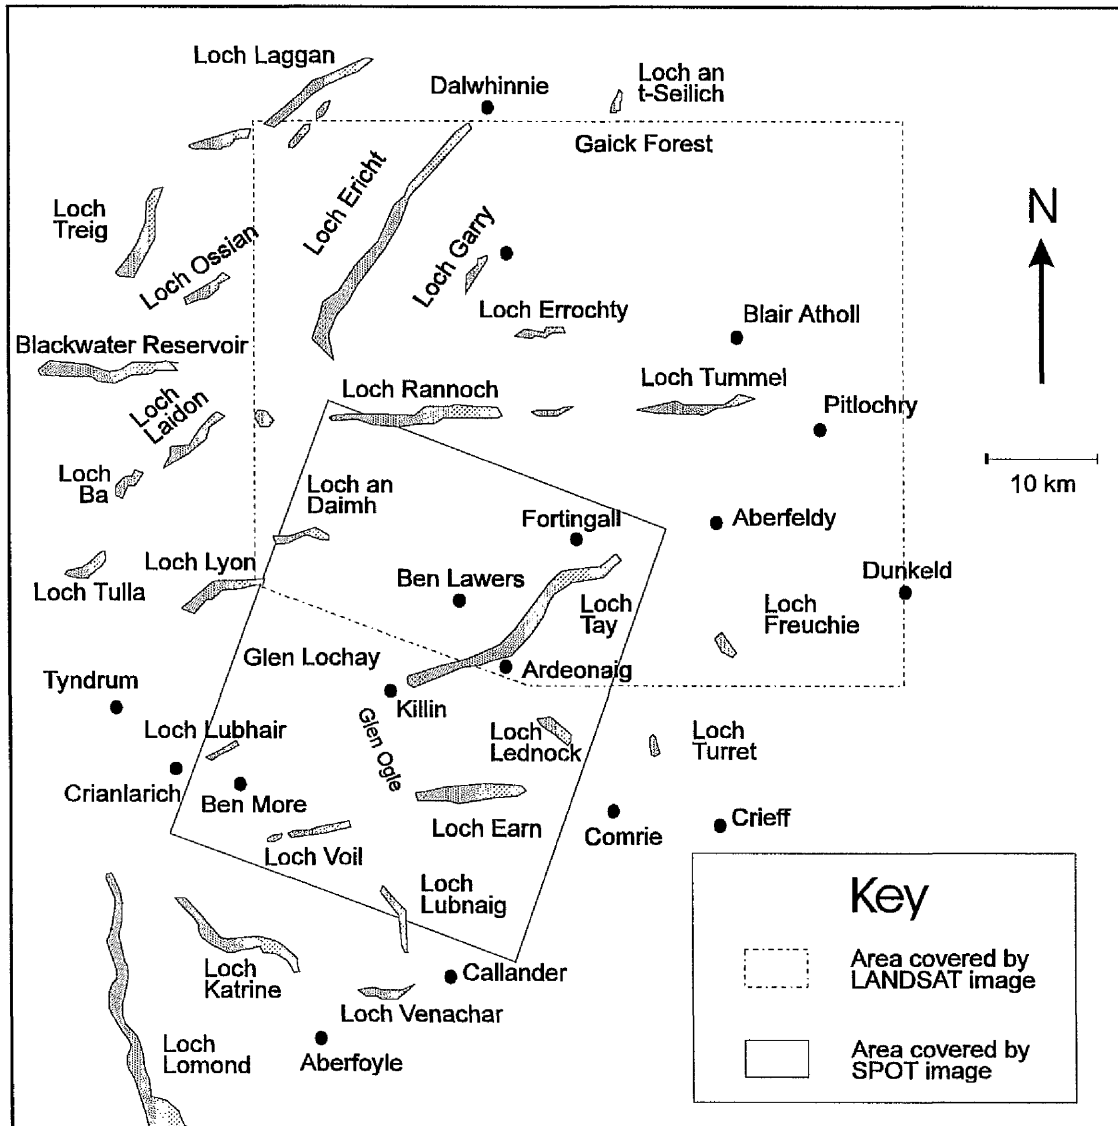 Loch Laggan
Dalwhinnie
Loch an
t-Seilich
Gaick Forest
Loch Ericht
Loch
Treig
Loch Ossian
Loch Garry
N
Loch Errochty
Blair Atholl
Blackwater Reservoir
Loch Rannoch
Loch Tummel
Loch
Laidon
Pitlochry
Loch
Ba
10 km
Loch an
Daimh
Fortingall
Aberfeldy
Loch Lyon
Loch Tulla
Ben Lawers
Dunkeld
Loch
Tay
Loch
Freuchie
Glen Lochay
Ardeonaig
Tyndrum
Killin
Loch Lubhair
Glen Ogle
Loch
Lednock
Loch
Turret
Crianlarich
Ben More
Loch Earn
Comrie
Crieff
Loch Voil
Loch
Lubnaig
Loch
Katrine
Callander
Loch Venachar
Loch
Lomond
Aberfoyle
Key
Area covered by
LANDSAT image
Area covered by
SPOT image